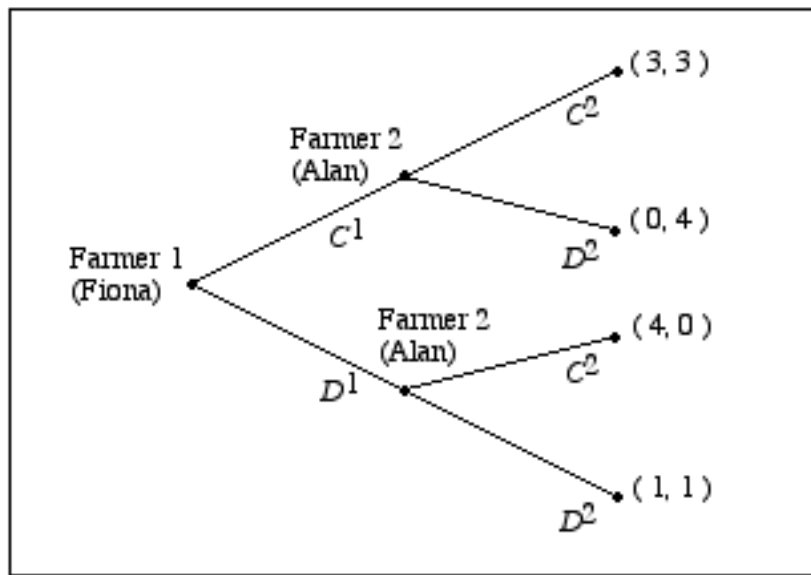 (3, 3)
C²
Farmer 2
(Alan)
C¹
(0, 4)
D²
Farmer 1
(Fiona)
Farmer 2
(Alan)
(4, 0)
C²
D¹
(1, 1)
D²